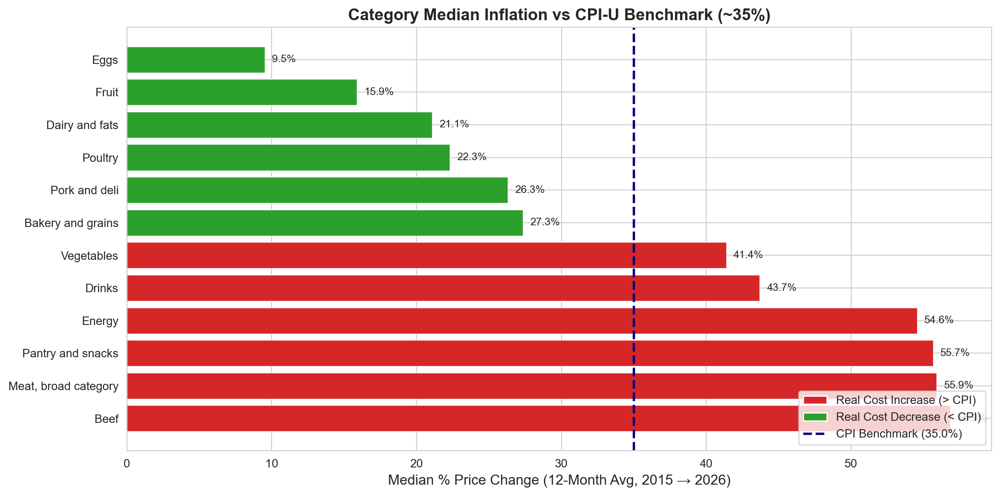 Category Median Inflation vs CPI-U Benchmark (~35%)
Eggs 9.5%
Fruit 15.9%
Dairy and fats 21.1%
Poultry 22.3%
Pork and deli 26.3%
Bakery and grains 27.3%
Vegetables 41.4%
Drinks 43.7%
Energy 54.6%
Pantry and snacks 55.7%
Meat, broad category 55.9%
Beef
Real Cost Increase (> CPI)
Real Cost Decrease (< CPI)
CPI Benchmark (35.0%)
0 10 20 30 40 50
Median % Price Change (12-Month Avg, 2015 → 2026)